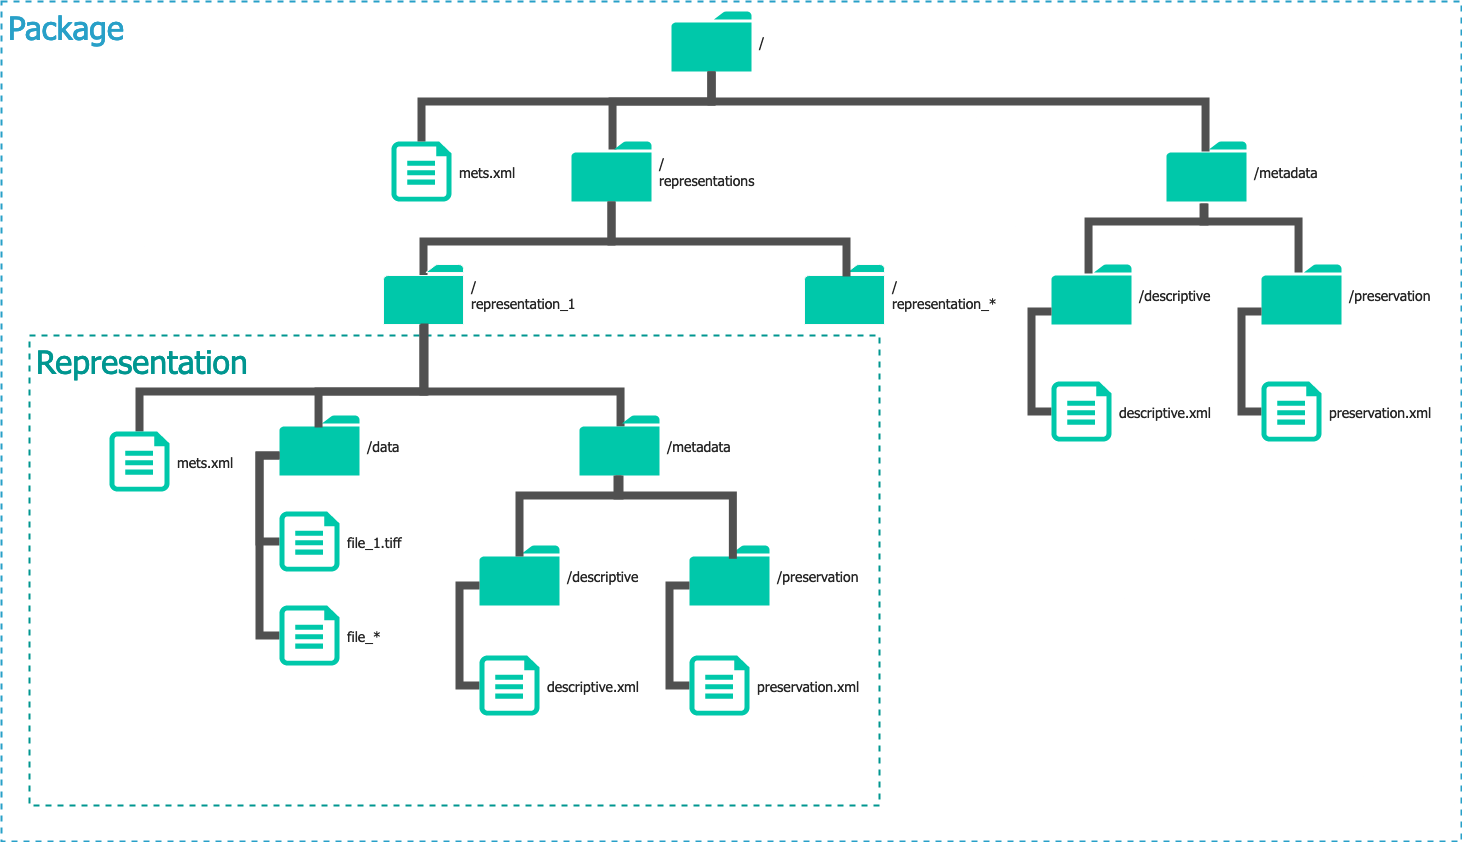 Package
/
mets.xml
/
representations
/metadata
/
representation_1
/
representation_*
/descriptive
/preservation
descriptive.xml
preservation.xml
Representation
mets.xml
/data
/metadata
file_1.tiff
file_*
/descriptive
/preservation
descriptive.xml
preservation.xml